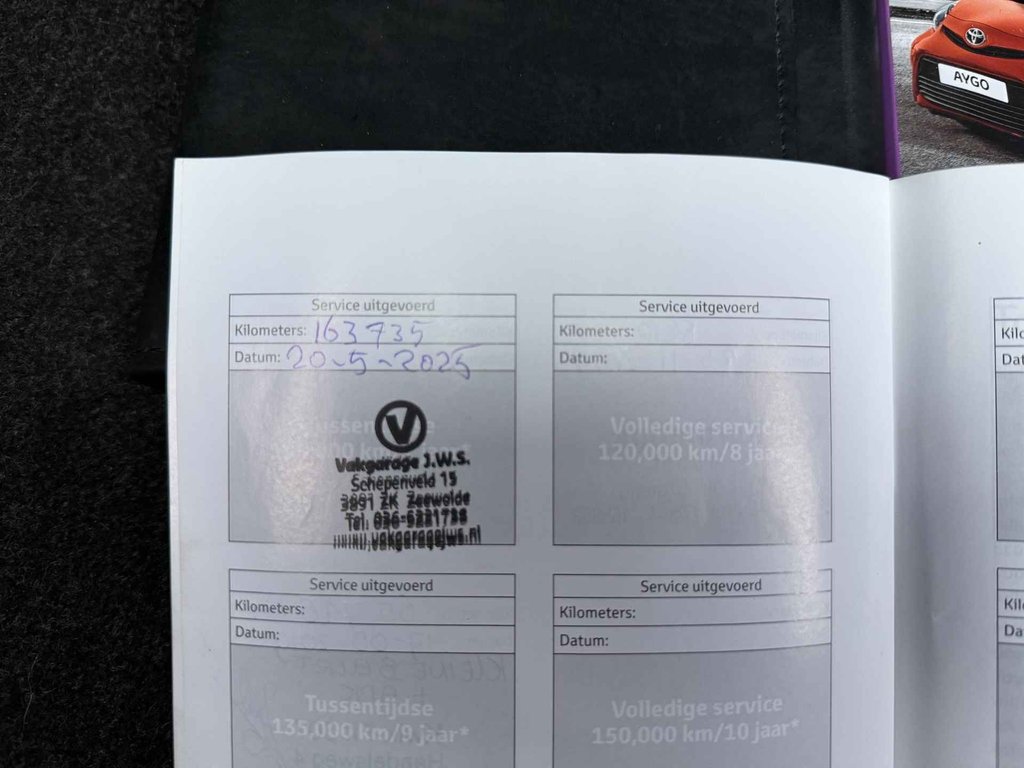 AYGO
Service uitgevoerd
Kilometers: 163735
Datum: 20-5-2025
Vakgarage J.W.S.
Schepenveld 15
3891 ZK Zeewolde
Tel: 036-5221738
Service uitgevoerd
Kilometers:
Datum:
Volledige service
120,000 km/8 jaar
Service uitgevoerd
Kilometers:
Datum:
Tussentijdse
135,000 km/9 jaar*
Service uitgevoerd
Kilometers:
Datum:
Volledige service
150,000 km/10 jaar*